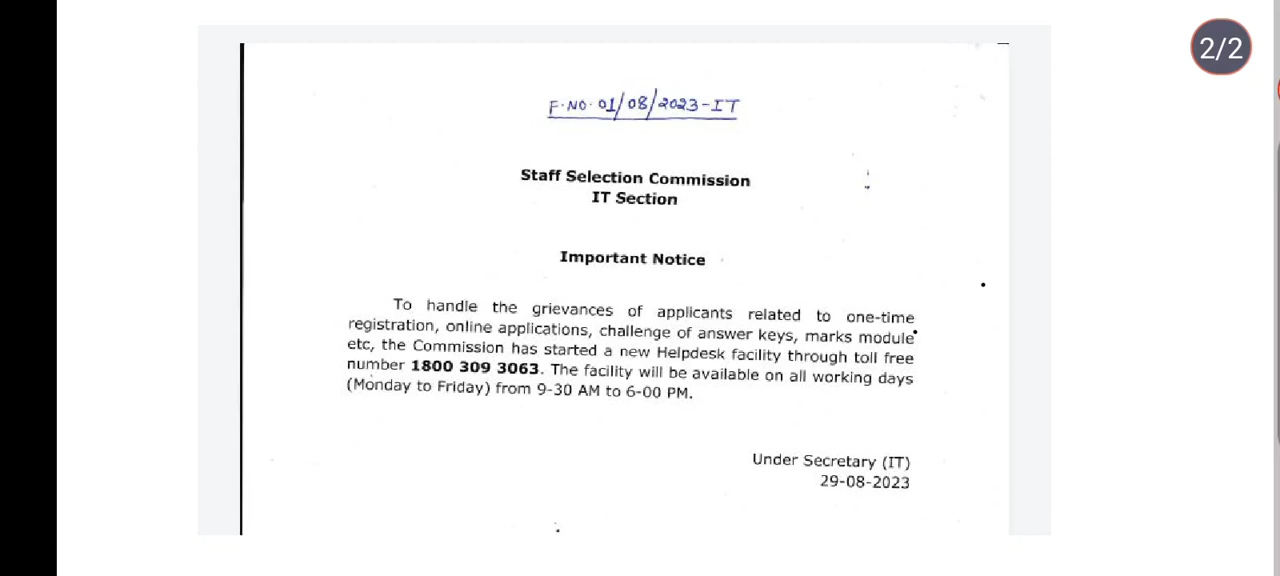 2/2
F.NO. 01/08/2023-IT
Staff Selection Commission
IT Section
Important Notice
To handle the grievances of applicants related to one-time
registration, online applications, challenge of answer keys, marks module
etc, the Commission has started a new Helpdesk facility through toll free
number 1800 309 3063. The facility will be available on all working days
(Monday to Friday) from 9-30 AM to 6-00 PM.
Under Secretary (IT)
29-08-2023